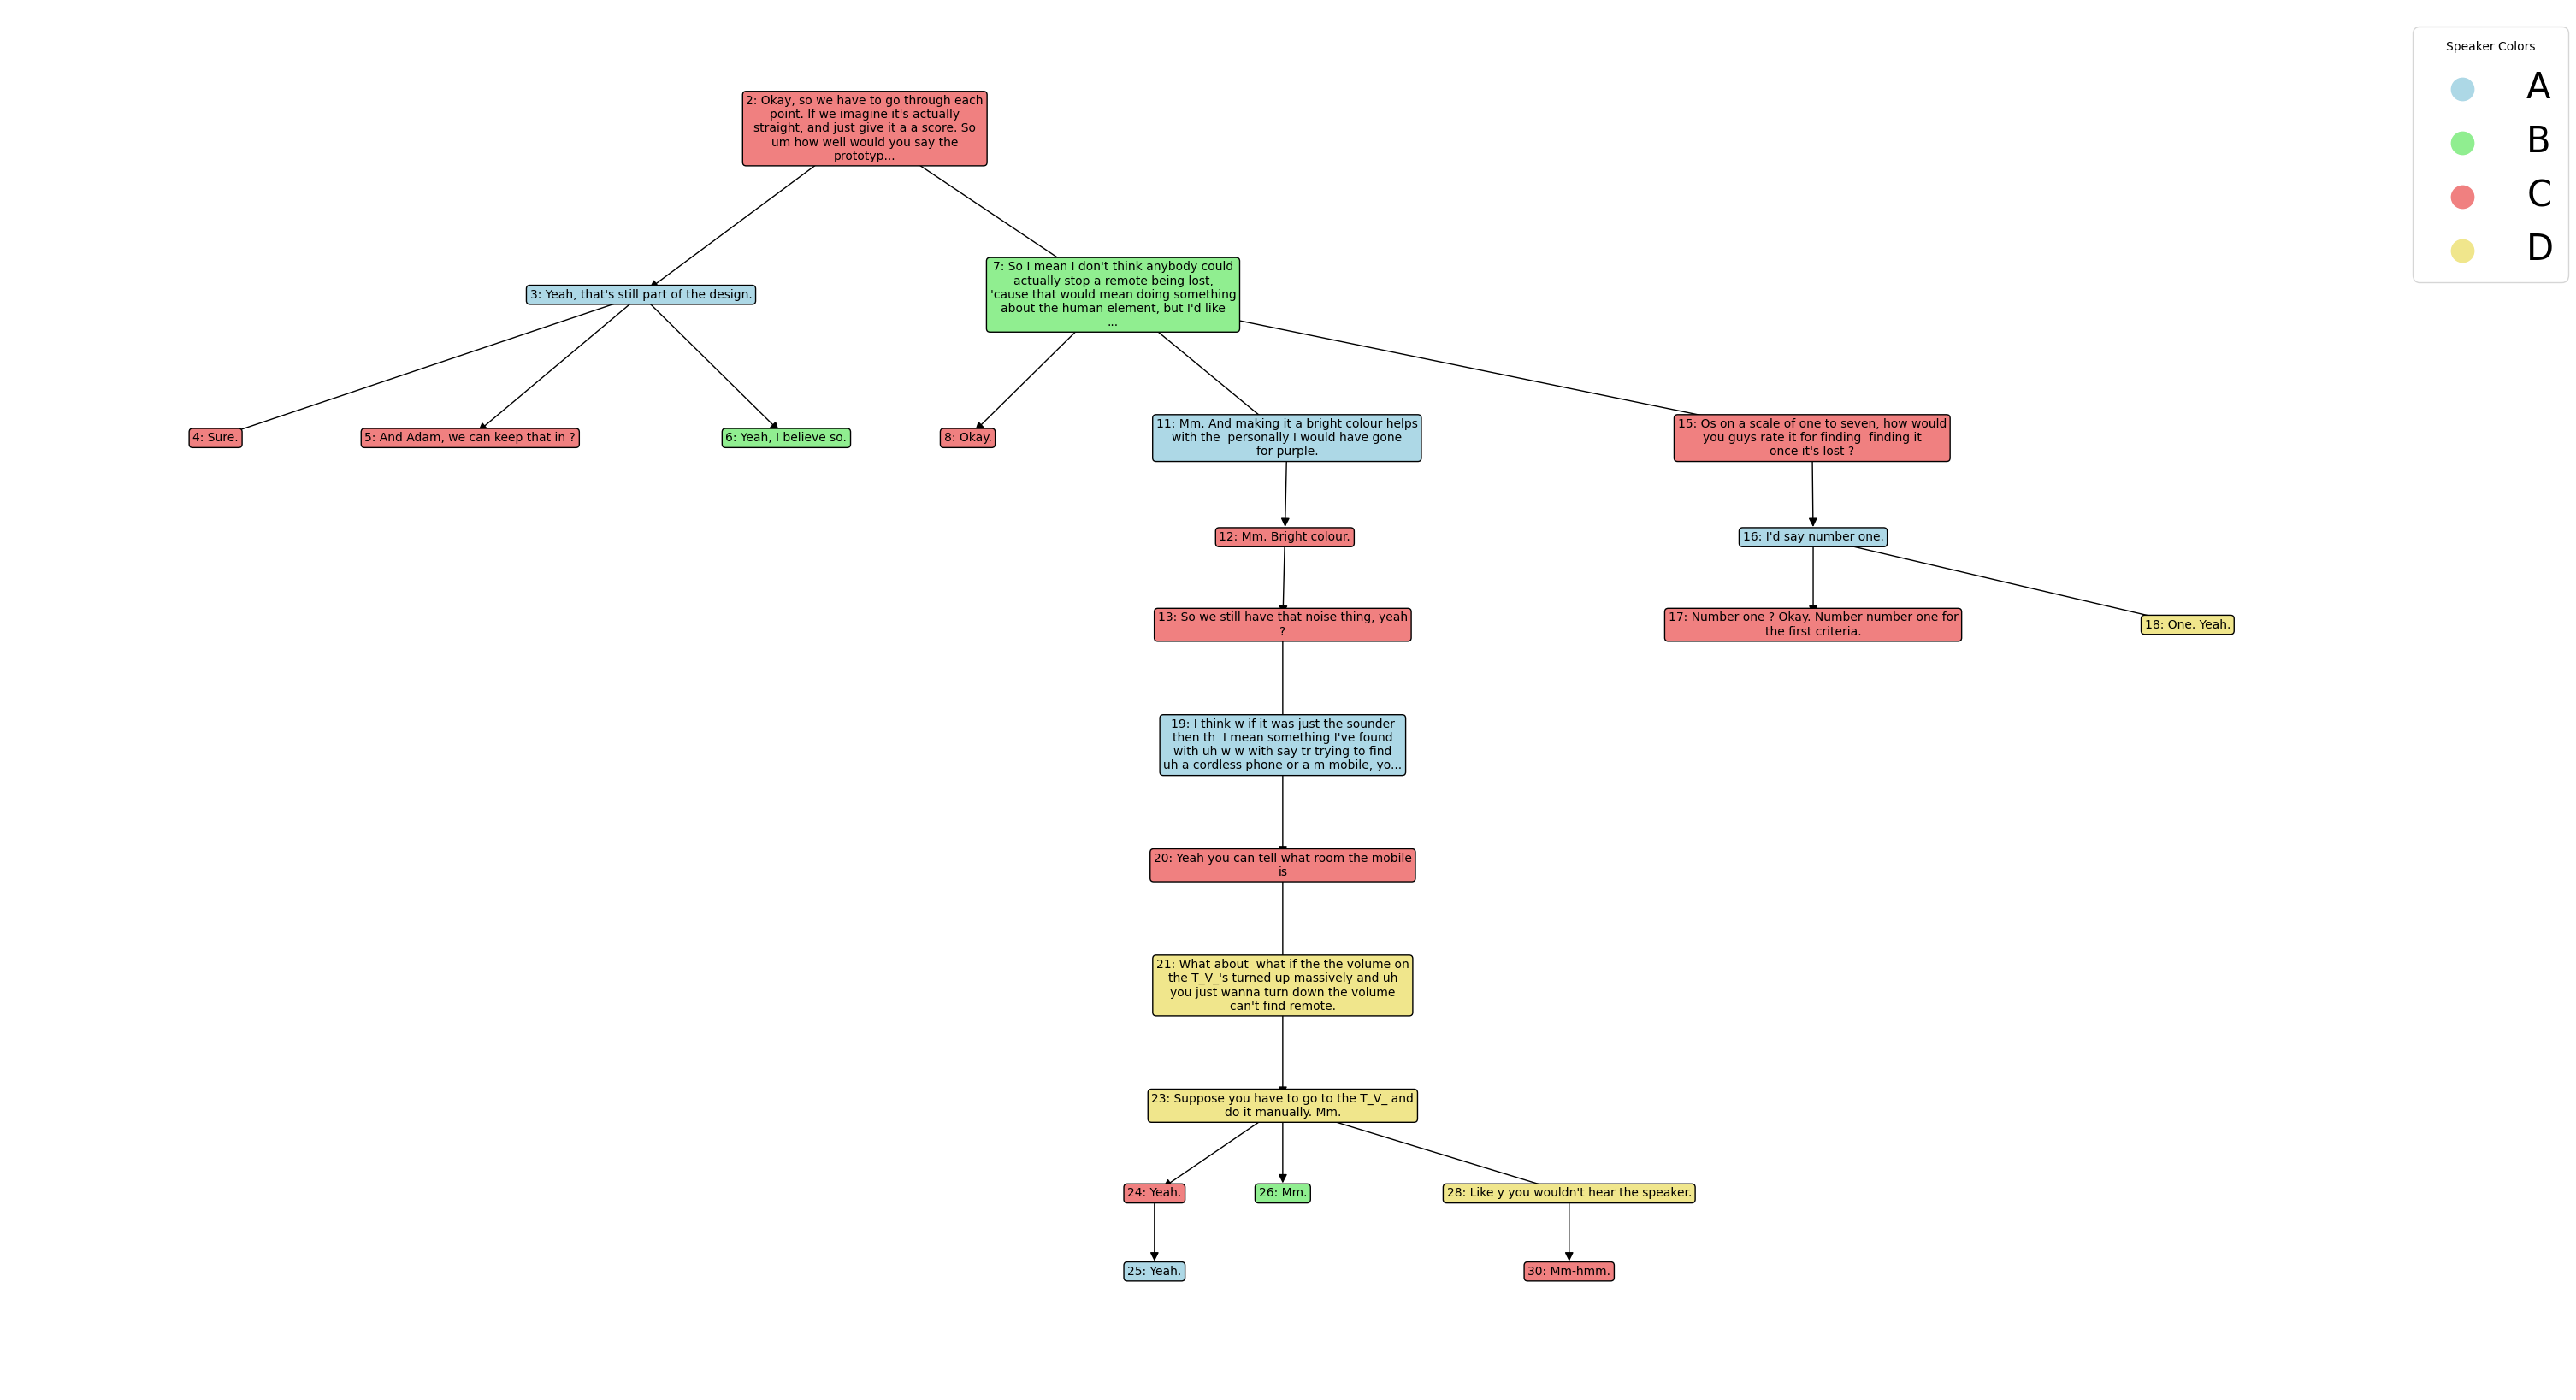 Speaker Colors
A
B
C
D
2: Okay, so we have to go through each
point. If we imagine it's actually
straight, and just give it a a score. So
um how well would you say the
prototyp...
3: Yeah, that's still part of the design.
7: So I mean I don't think anybody could
actually stop a remote being lost,
'cause that would mean doing something
about the human element, but I'd like
...
4: Sure.
5: And Adam, we can keep that in ?
6: Yeah, I believe so.
8: Okay.
11: Mm. And making it a bright colour helps
with the  personally I would have gone
for purple.
15: Os on a scale of one to seven, how would
you guys rate it for finding  finding it
once it's lost ?
12: Mm. Bright colour.
16: I'd say number one.
13: So we still have that noise thing, yeah
?
17: Number one ? Okay. Number number one for
the first criteria.
18: One. Yeah.
19: I think w if it was just the sounder
then th  I mean something I've found
with uh w w with say tr trying to find
uh a cordless phone or a m mobile, yo...
20: Yeah you can tell what room the mobile
is
21: What about  what if the the volume on
the T_V_'s turned up massively and uh
you just wanna turn down the volume
can't find remote.
23: Suppose you have to go to the T_V_ and
do it manually. Mm.
24: Yeah.
26: Mm.
28: Like y you wouldn't hear the speaker.
25: Yeah.
30: Mm-hmm.